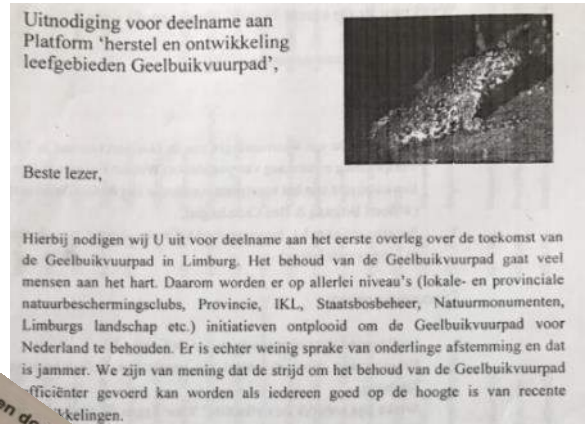 Uitnodiging voor deelname aan
Platform ‘herstel en ontwikkeling
leefgebieden Geelbuikvuurpad’,
Beste lezer,
Hierbij nodigen wij U uit voor deelname aan het eerste overleg over de toekomst van
de Geelbuikvuurpad in Limburg. Het behoud van de Geelbuikvuurpad gaat veel
mensen aan het hart. Daarom worden er op allerlei niveau’s (lokale- en provinciale
natuurbeschermingsclubs, Provincie, IKL, Staatsbosbeheer, Natuurmonumenten,
Limburgs landschap etc.) initiatieven ontplooid om de Geelbuikvuurpad voor
Nederland te behouden. Er is echter weinig sprake van onderlinge afstemming en dat
is jammer. We zijn van mening dat de strijd om het behoud van de Geelbuikvuurpad
fficiënter gevoerd kan worden als iedereen goed op de hoogte is van recente
kkelingen.